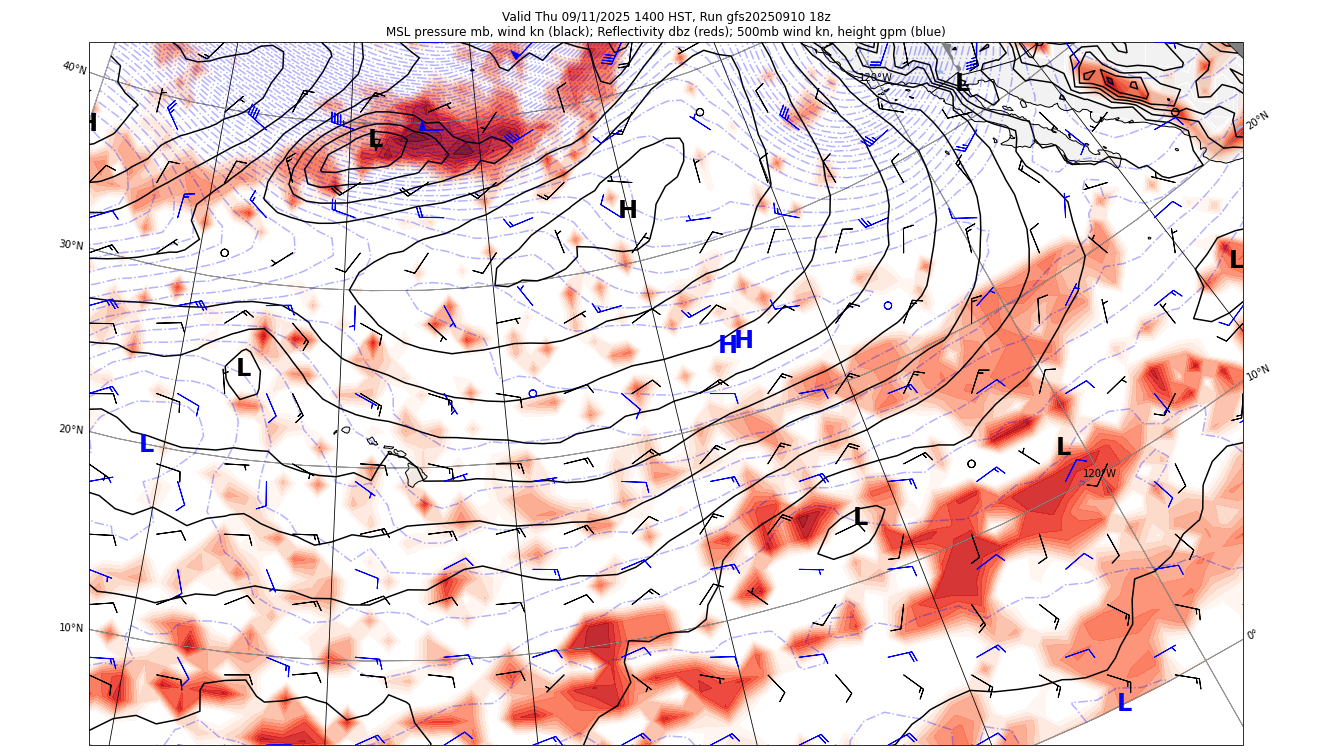 Valid Thu 09/11/2025 1400 HST, Run gfs20250910 18z
MSL pressure mb, wind kn (black); Reflectivity dbz (reds); 500mb wind kn, height gpm (blue)
40°N
120°W
L
20°N
H
L
H
30°N
L
H H
L
10°N
20°N
L
L
120°W
L
10°N
0°
L